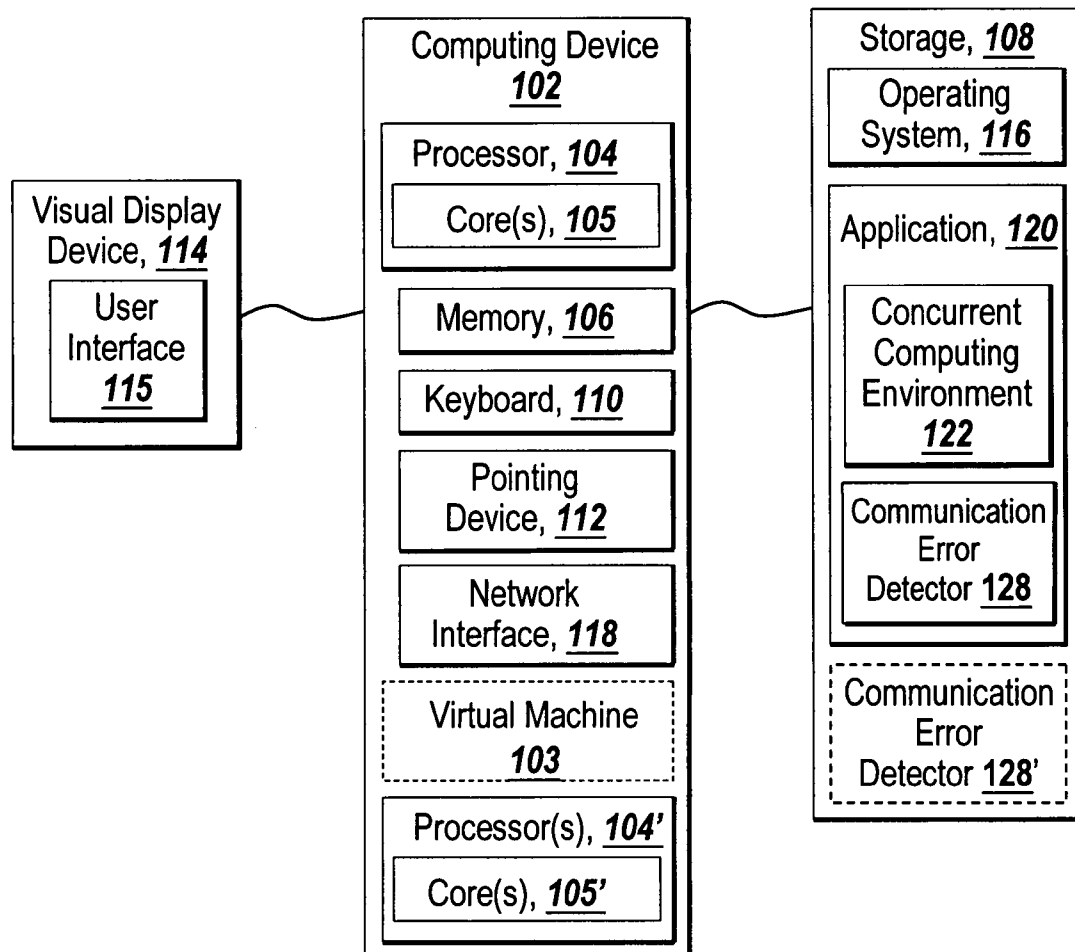 Visual Display
Device, 114
User
Interface
115
Computing Device
102
Processor, 104
Core(s), 105
Memory, 106
Keyboard, 110
Pointing
Device, 112
Network
Interface, 118
Virtual Machine
103
Processor(s), 104'
Core(s), 105'
Storage, 108
Operating
System, 116
Application, 120
Concurrent
Computing
Environment
122
Communication
Error
Detector 128
Communication
Error
Detector 128'